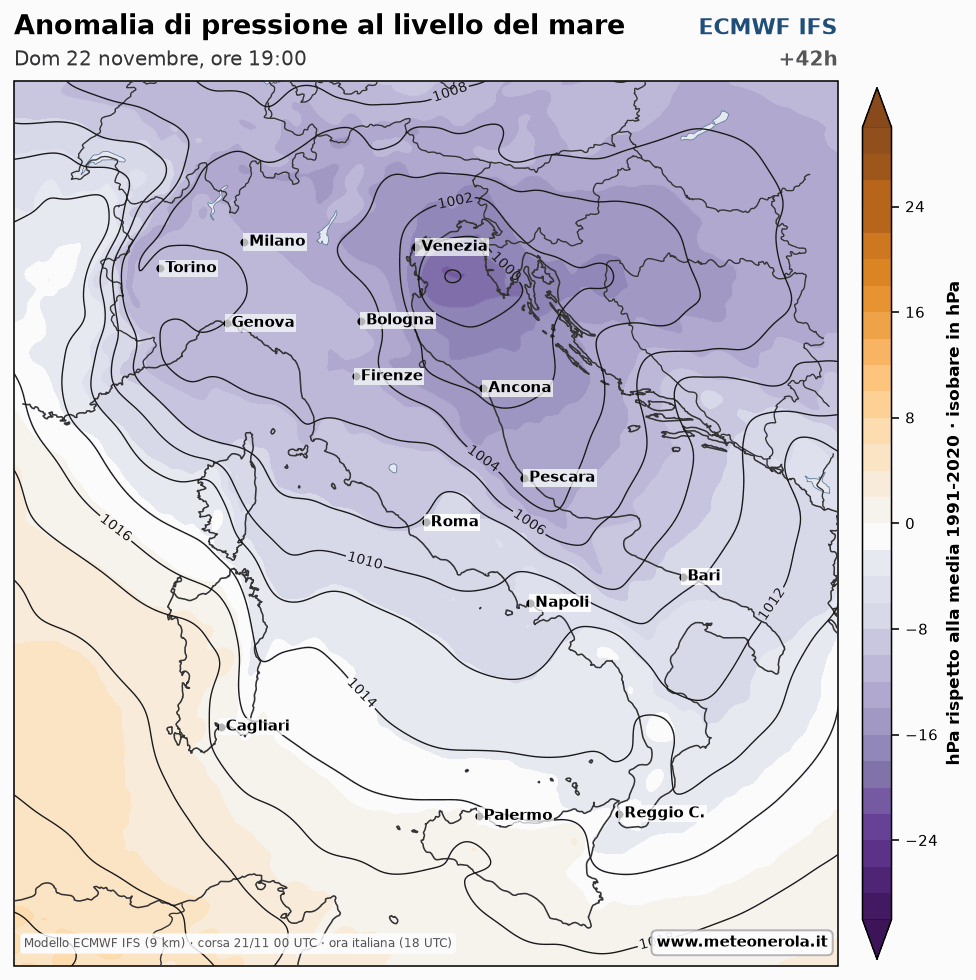 Anomalia di pressione al livello del mare
ECMWF IFS
Dom 22 novembre, ore 19:00
+42h
1008
1002
Venezia
Milano
1000
Torino
Genova
Bologna
Firenze
Ancona
1004
Pescara
1016
1006
Roma
1010
Bari
Napoli
1012
1014
Cagliari
Palermo
Reggio C.
Modello ECMWF IFS (9 km) · corsa 21/11 00 UTC · ora italiana (18 UTC)
www.meteonerola.it
24
16
8
0
−8
−16
−24
hPa rispetto alla media 1991-2020 · isobare in hPa